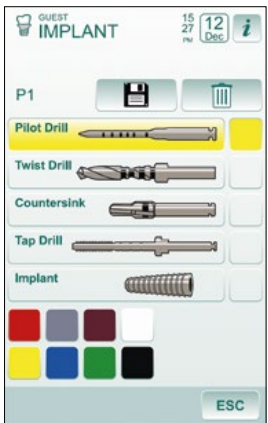 GUEST
IMPLANT
15
27
PM
12
Dec
i
P1
Pilot Drill
Twist Drill
Countersink
Tap Drill
Implant
ESC